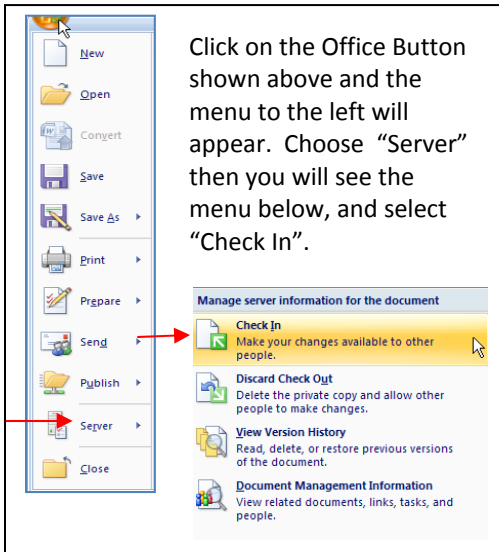 New
Open
Convert
Save
Save As
Print
Prepare
Send
Publish
Server
Close
Click on the Office Button
shown above and the
menu to the left will
appear.  Choose  “Server”
then you will see the
menu below, and select
“Check In”.
Manage server information for the document
Check In
Make your changes available to other
people.
Discard Check Out
Delete the private copy and allow other
people to make changes.
View Version History
Read, delete, or restore previous versions
of the document.
Document Management Information
View related documents, links, tasks, and
people.